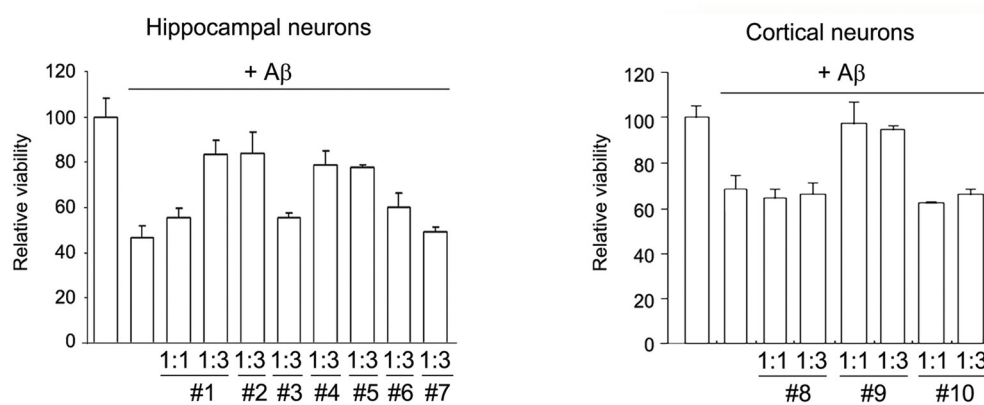 Hippocampal neurons
+ Aβ
Relative viability
120
100
80
60
40
20
0
1:1 1:3 1:3 1:3 1:3 1:3 1:3 1:3
#1 #2 #3 #4 #5 #6 #7
Cortical neurons
+ Aβ
Relative viability
120
100
80
60
40
20
0
1:1 1:3 1:1 1:3 1:1 1:3
#8 #9 #10